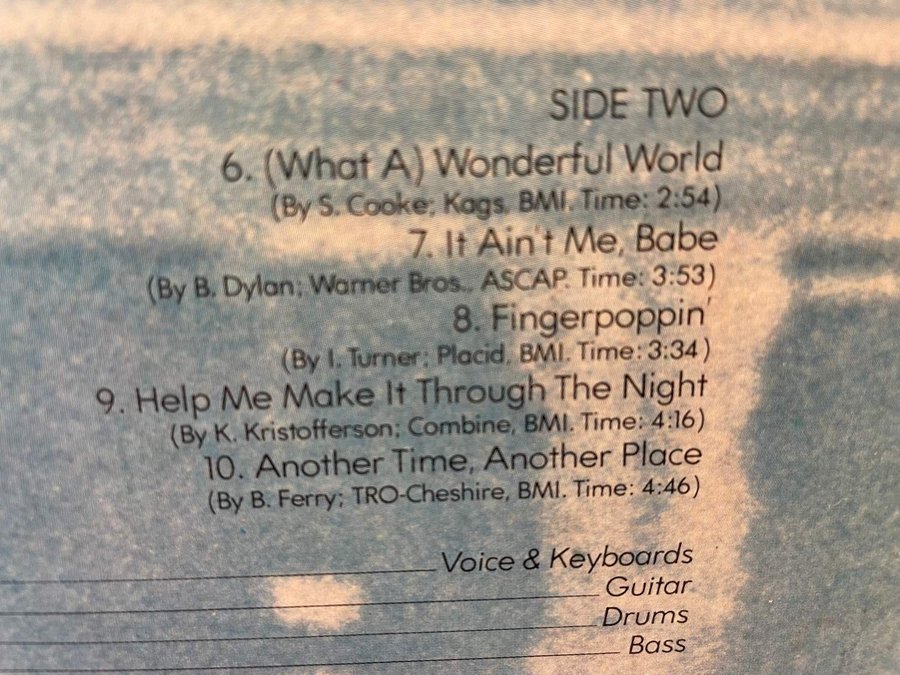 SIDE TWO
6. (What A) Wonderful World
(By S. Cooke; Kags, BMI. Time: 2:54)
7. It Ain't Me, Babe
(By B. Dylan; Warner Bros., ASCAP. Time: 3:53)
8. Fingerpoppin'
(By I. Turner; Placid, BMI. Time: 3:34)
9. Help Me Make It Through The Night
(By K. Kristofferson; Combine, BMI. Time: 4:16)
10. Another Time, Another Place
(By B. Ferry; TRO-Cheshire, BMI. Time: 4:46)
Voice & Keyboards
Guitar
Drums
Bass